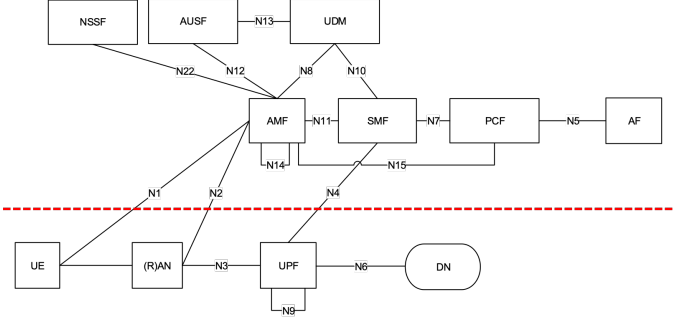 NSSF
AUSF
N13
UDM
N22
N12
N8
N10
AMF
N11
SMF
N7
PCF
N5
AF
N14
N15
N1
N2
N4
UE
(R)AN
N3
UPF
N6
DN
N9